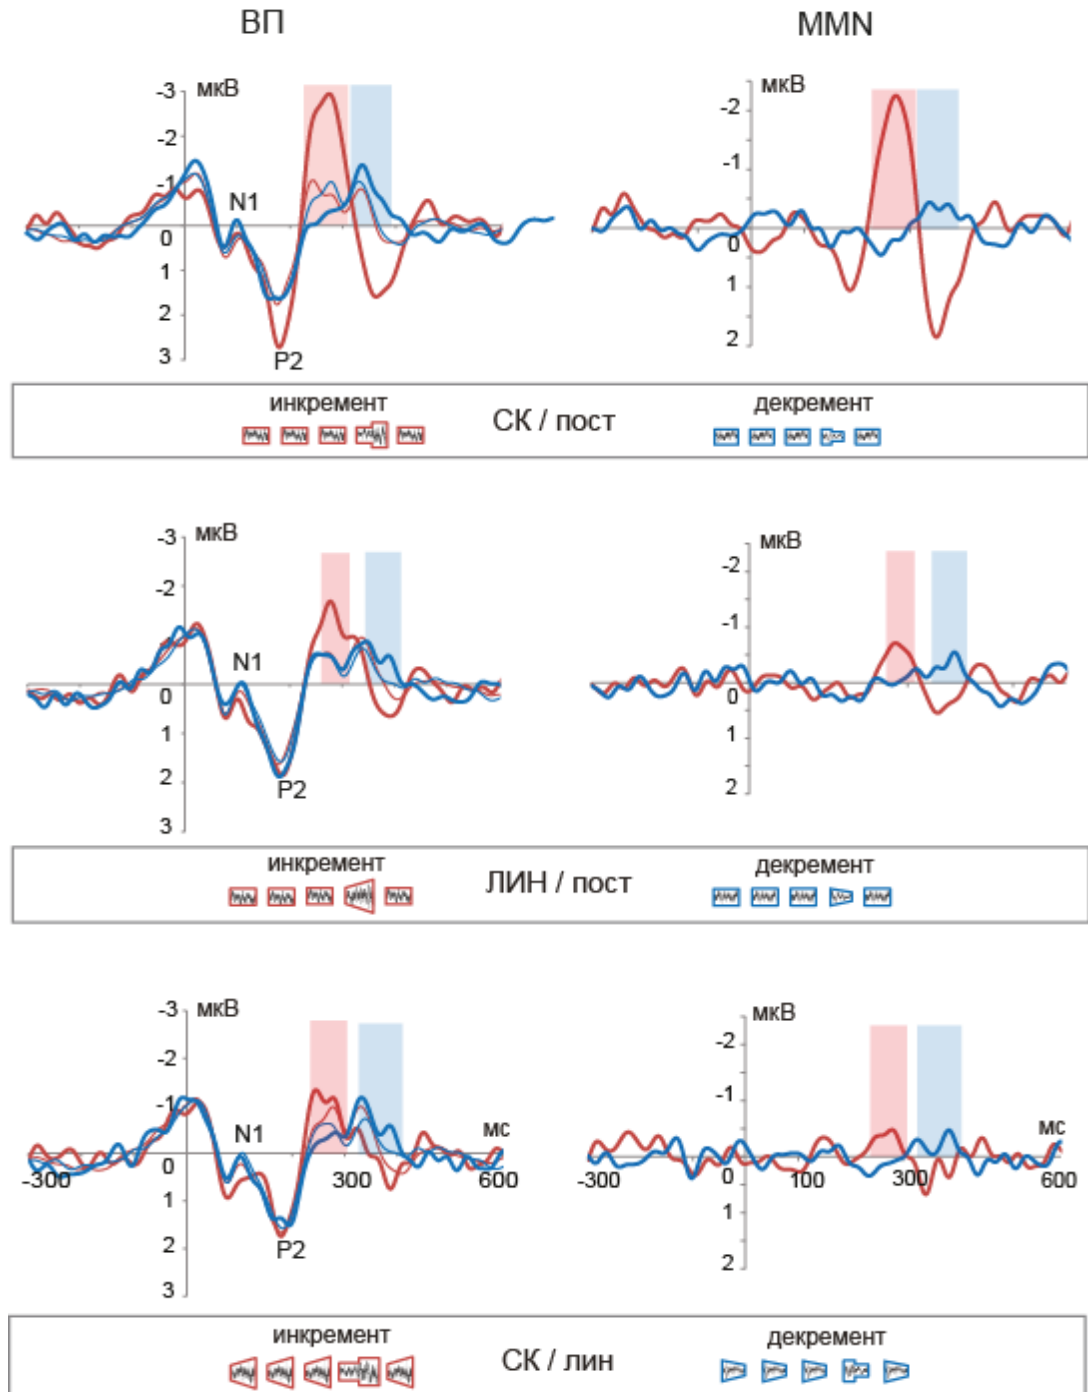 ВП MMN
мкВ
-3
-2
-1
0
1
2
3
N1
P2
мкВ
-2
-1
0
1
2
инкремент СК / пост декремент
мкВ
-3
-2
-1
0
1
2
3
N1
P2
мкВ
-2
-1
0
1
2
инкремент ЛИН / пост декремент
мкВ
-3
-2
-1
0
1
2
3
N1
P2
мс
-300 300 600
мкВ
-2
-1
0
1
2
мс
-300 100 300 600
инкремент СК / лин декремент